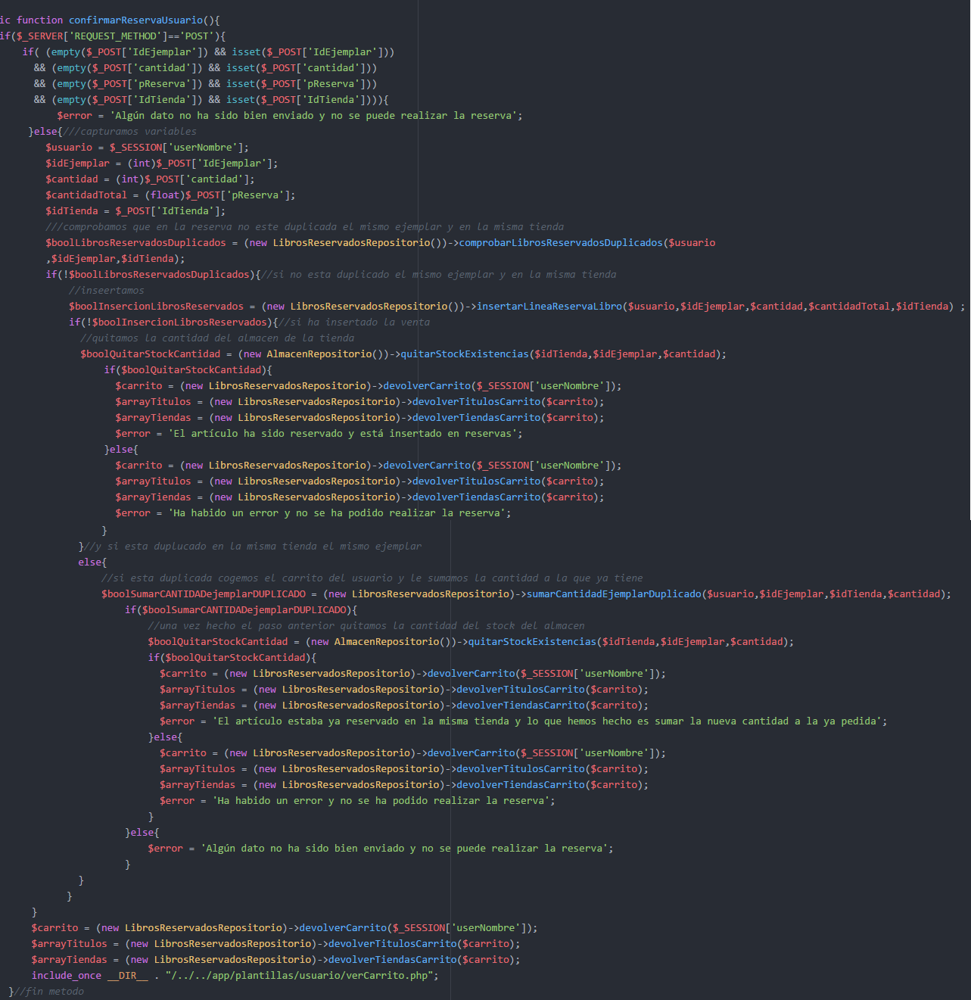 ic function confirmarReservaUsuario(){
if($_SERVER['REQUEST_METHOD']=='POST'){
if( (empty($_POST['IdEjemplar']) && isset($_POST['IdEjemplar']))
&& (empty($_POST['cantidad']) && isset($_POST['cantidad']))
&& (empty($_POST['pReserva']) && isset($_POST['pReserva']))
&& (empty($_POST['IdTienda']) && isset($_POST['IdTienda']))){
$error = 'Algún dato no ha sido bien enviado y no se puede realizar la reserva';
}else{///capturamos variables
$usuario = $_SESSION['userNombre'];
$idEjemplar = (int)$_POST['IdEjemplar'];
$cantidad = (int)$_POST['cantidad'];
$cantidadTotal = (float)$_POST['pReserva'];
$idTienda = $_POST['IdTienda'];
///comprobamos que en la reserva no este duplicada el mismo ejemplar y en la misma tienda
$boolLibrosReservadosDuplicados = (new LibrosReservadosRepositorio())->comprobarLibrosReservadosDuplicados($usuario
,$idEjemplar,$idTienda);
if(!$boolLibrosReservadosDuplicados){//si no esta duplicado el mismo ejemplar y en la misma tienda
//inseertamos
$boolInsercionLibrosReservados = (new LibrosReservadosRepositorio())->insertarLineaReservaLibro($usuario,$idEjemplar,$cantidad,$cantidadTotal,$idTienda) ;
if(!$boolInsercionLibrosReservados){//si ha insertado la venta
//quitamos la cantidad del almacen de la tienda
$boolQuitarStockCantidad = (new AlmacenRepositorio())->quitarStockExistencias($idTienda,$idEjemplar,$cantidad);
if($boolQuitarStockCantidad){
$carrito = (new LibrosReservadosRepositorio)->devolverCarrito($_SESSION['userNombre']);
$arrayTitulos = (new LibrosReservadosRepositorio)->devolverTitulosCarrito($carrito);
$arrayTiendas = (new LibrosReservadosRepositorio)->devolverTiendasCarrito($carrito);
$error = 'El artículo ha sido reservado y está insertado en reservas';
}else{
$carrito = (new LibrosReservadosRepositorio)->devolverCarrito($_SESSION['userNombre']);
$arrayTitulos = (new LibrosReservadosRepositorio)->devolverTitulosCarrito($carrito);
$arrayTiendas = (new LibrosReservadosRepositorio)->devolverTiendasCarrito($carrito);
$error = 'Ha habido un error y no se ha podido realizar la reserva';
}
}//y si esta duplucado en la misma tienda el mismo ejemplar
else{
//si esta duplicada cogemos el carrito del usuario y le sumamos la cantidad a la que ya tiene
$boolSumarCANTIDADejemplarDUPLICADO = (new LibrosReservadosRepositorio)->sumarCantidadEjemplarDuplicado($usuario,$idEjemplar,$idTienda,$cantidad);
if($boolSumarCANTIDADejemplarDUPLICADO){
//una vez hecho el paso anterior quitamos la cantidad del stock del almacen
$boolQuitarStockCantidad = (new AlmacenRepositorio())->quitarStockExistencias($idTienda,$idEjemplar,$cantidad);
if($boolQuitarStockCantidad){
$carrito = (new LibrosReservadosRepositorio)->devolverCarrito($_SESSION['userNombre']);
$arrayTitulos = (new LibrosReservadosRepositorio)->devolverTitulosCarrito($carrito);
$arrayTiendas = (new LibrosReservadosRepositorio)->devolverTiendasCarrito($carrito);
$error = 'El artículo estaba ya reservado en la misma tienda y lo que hemos hecho es sumar la nueva cantidad a la ya pedida';
}else{
$carrito = (new LibrosReservadosRepositorio)->devolverCarrito($_SESSION['userNombre']);
$arrayTitulos = (new LibrosReservadosRepositorio)->devolverTitulosCarrito($carrito);
$arrayTiendas = (new LibrosReservadosRepositorio)->devolverTiendasCarrito($carrito);
$error = 'Ha habido un error y no se ha podido realizar la reserva';
}
}else{
$error = 'Algún dato no ha sido bien enviado y no se puede realizar la reserva';
}
}
}
}
$carrito = (new LibrosReservadosRepositorio)->devolverCarrito($_SESSION['userNombre']);
$arrayTitulos = (new LibrosReservadosRepositorio)->devolverTitulosCarrito($carrito);
$arrayTiendas = (new LibrosReservadosRepositorio)->devolverTiendasCarrito($carrito);
include_once __DIR__ . "/../../app/plantillas/usuario/verCarrito.php";
}//fin metodo